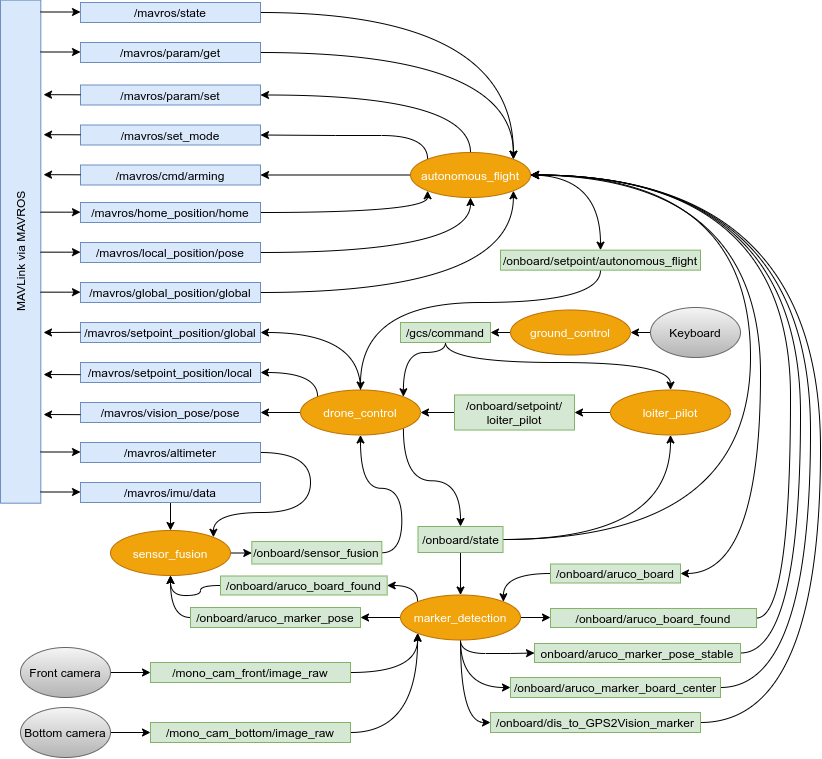 MAVLink via MAVROS
/mavros/state
/mavros/param/get
/mavros/param/set
/mavros/set_mode
/mavros/cmd/arming
autonomous_flight
/mavros/home_position/home
/mavros/local_position/pose
/onboard/setpoint/autonomous_flight
/mavros/global_position/global
/mavros/setpoint_position/global
/gcs/command
ground_control
Keyboard
/mavros/setpoint_position/local
/mavros/vision_pose/pose
drone_control
/onboard/setpoint/
loiter_pilot
loiter_pilot
/mavros/altimeter
/mavros/imu/data
sensor_fusion
/onboard/sensor_fusion
/onboard/state
/onboard/aruco_board
/onboard/aruco_board_found
/onboard/aruco_marker_pose
marker_detection
/onboard/aruco_board_found
onboard/aruco_marker_pose_stable
Front camera
/mono_cam_front/image_raw
/onboard/aruco_marker_board_center
/onboard/dis_to_GPS2Vision_marker
Bottom camera
/mono_cam_bottom/image_raw